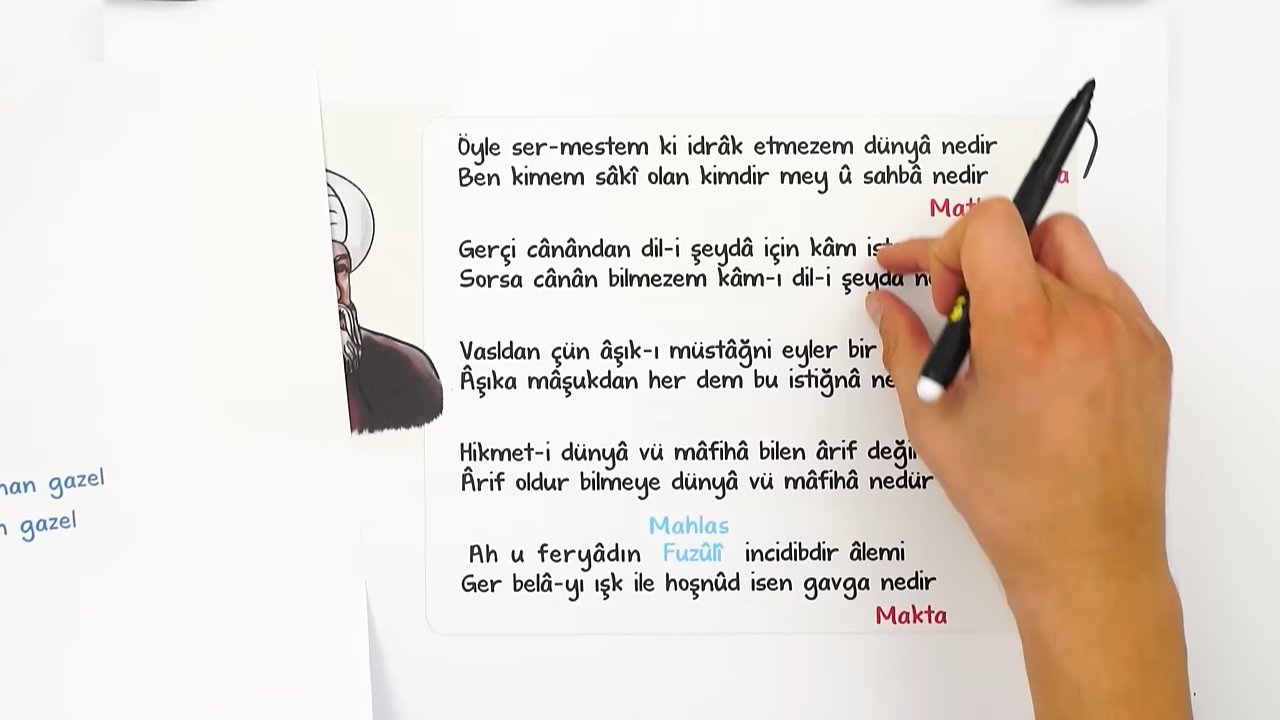 Öyle ser-mestem ki idrâk etmezem dünyâ nedir
Ben kimem sâkî olan kimdir mey û sahbâ nedir
Gerçi cânândan dil-i şeydâ için kâm
Sorsa cânân bilmezem kâm-ı dil-i şeydâ
Vasldan çün âşık-ı müstâğni eyler bir
Âşıka mâşukdan her dem bu istiğnâ
Hikmet-i dünyâ vü mâfihâ bilen ârif
Ârif oldur bilmeye dünyâ vü mâfihâ nedür
Mahlas
Ah u feryâdın Fuzûlî incidibdir âlemi
Ger belâ-yı ışk ile hoşnûd isen gavga nedir
Makta
gazel
gazel